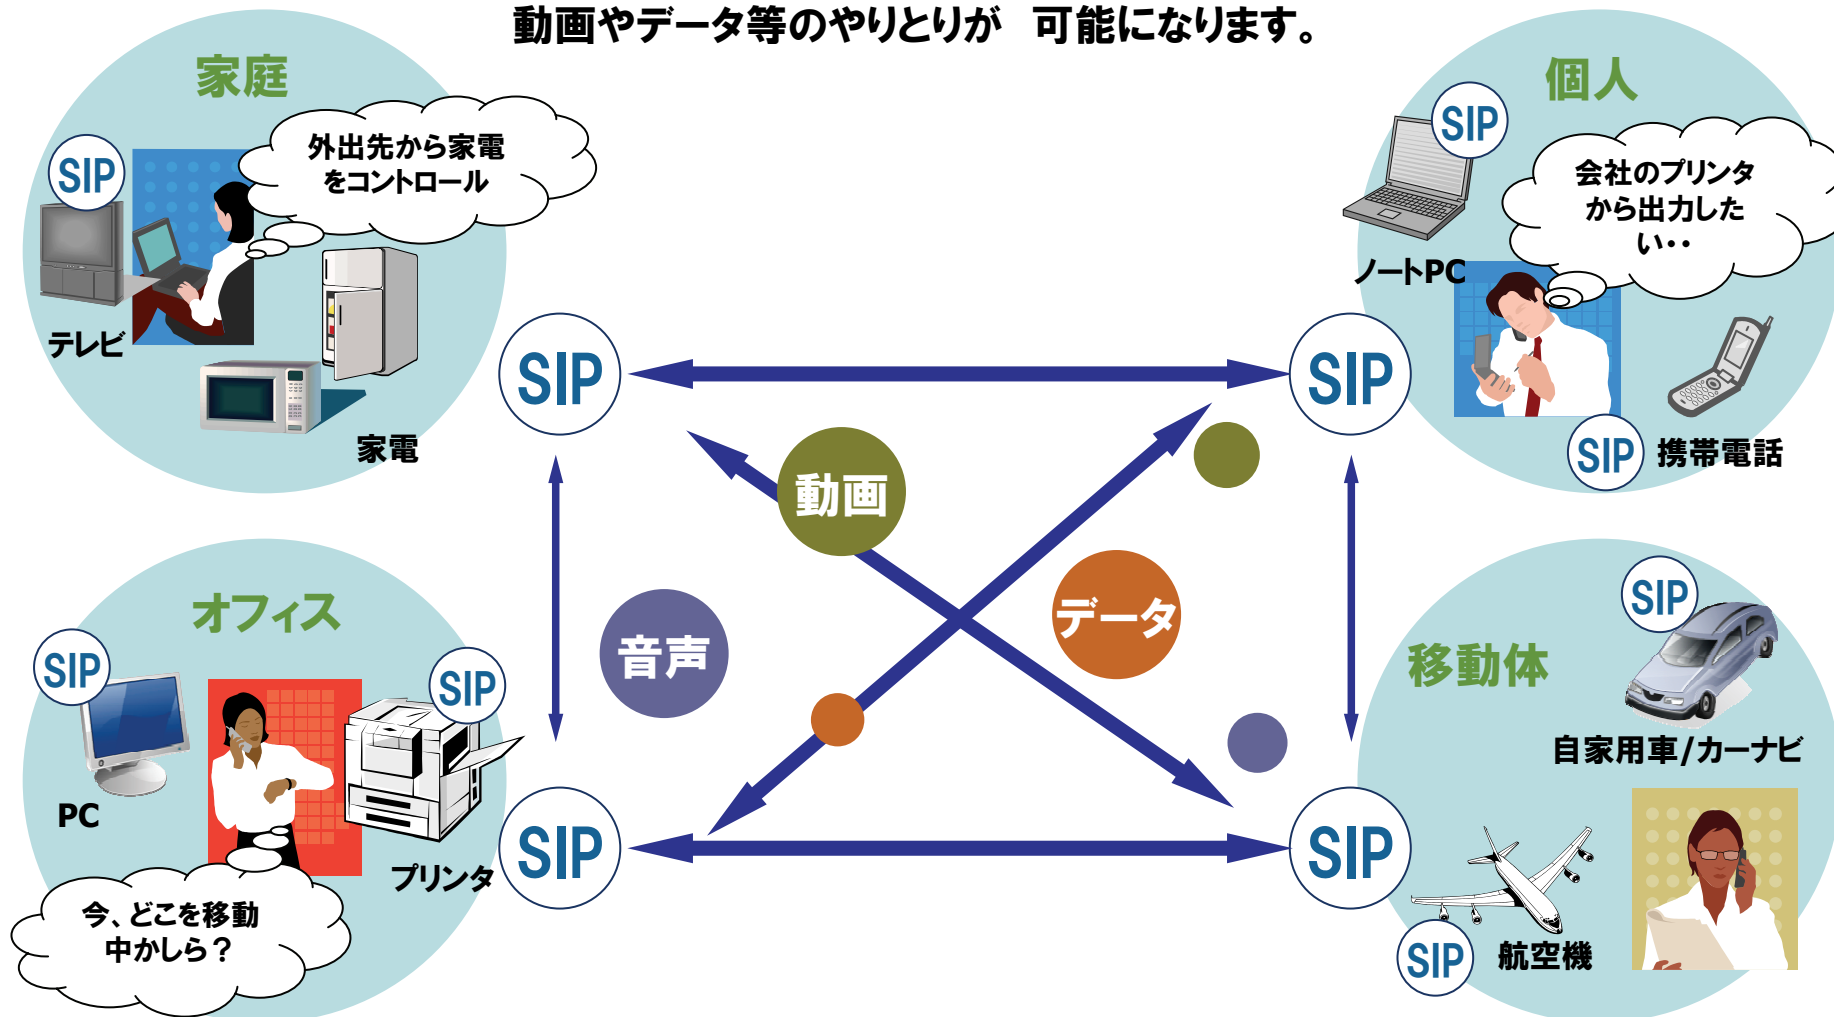 動画やデータ等のやりとりが 可能になります。
家庭
SIP
外出先から家電
をコントロール
テレビ
家電
個人
SIP
会社のプリンタ
から出力した
い・・
ノートPC
SIP
携帯電話
SIP
SIP
動画
音声
データ
SIP
SIP
オフィス
SIP
SIP
PC
プリンタ
今、どこを移動
中かしら？
移動体
SIP
自家用車/カーナビ
SIP
航空機